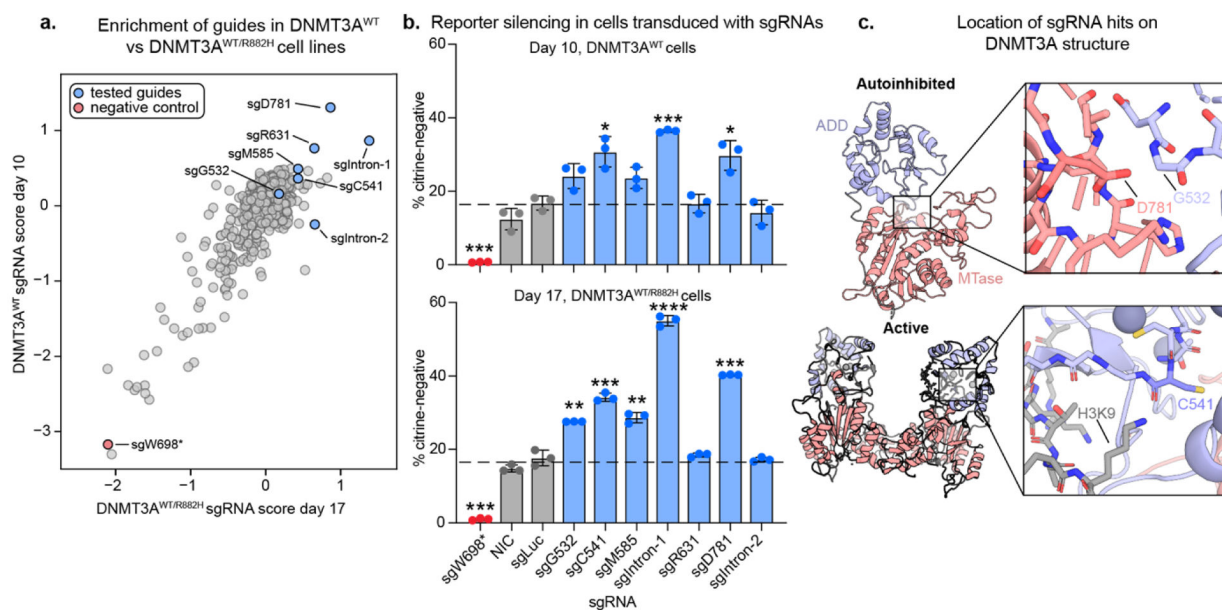 a.
Enrichment of guides in DNMT3AWT
vs DNMT3AWT/R882H cell lines
tested guides
negative control
sgD781
sgR631
sgM585
sgG532
sgIntron-1
sgC541
sgIntron-2
sgW698*
1
0
−1
−2
−3
−2
−1
0
1
DNMT3AWT sgRNA score day 10
DNMT3AWT/R882H sgRNA score day 17
b.
Reporter silencing in cells transduced with sgRNAs
Day 10, DNMT3AWT cells
60
40
20
0
% citrine-negative
***
*
***
*
Day 17, DNMT3AWT/R882H cells
60
40
20
0
% citrine-negative
***
**
***
**
****
***
sgW698*
NIC
sgLuc
sgG532
sgC541
sgM585
sgIntron-1
sgR631
sgD781
sgIntron-2
sgRNA
c.
Location of sgRNA hits on
DNMT3A structure
Autoinhibited
ADD
MTase
G532
D781
Active
C541
H3K9